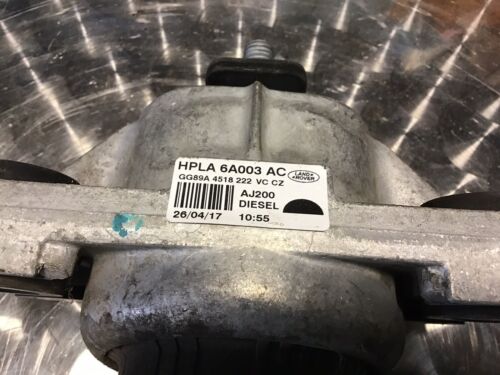 HPLA 6A003 AC
LAND ROVER
GG89A 4518 222 VC CZ
AJ200
DIESEL
26/04/17 10:55